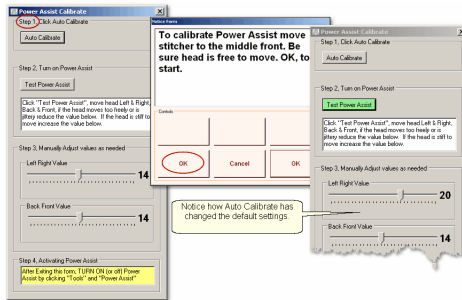 Power Assist Calibrate
Step 1, Click Auto Calibrate
Auto Calibrate
Step 2, Turn on Power Assist
Test Power Assist
Click "Test Power Assist", move head Left & Right,
Back & Front, if the head moves too freely or is
jittery reduce the value below. If the head is stiff to
move increase the value below.
Step 3, Manually Adjust values as needed
Left Right Value
14
Back Front Value
14
Step 4, Activating Power Assist
After Exiting this form, TURN ON (or off) Power
Assist by clicking "Tools" and "Power Assist"
Notice Form
To calibrate Power Assist move
stitcher to the middle front. Be
sure head is free to move. OK, to
start.
Controls
OK
Cancel
OK
Notice how Auto Calibrate has
changed the default settings.
Power Assist Calibrate
Step 1, Click Auto Calibrate
Auto Calibrate
Step 2, Turn on Power Assist
Test Power Assist
Click "Test Power Assist", move head Left & Right,
Back & Front, if the head moves too freely or is
jittery reduce the value below. If the head is stiff to
move increase the value below.
Step 3, Manually Adjust values as needed
Left Right Value
20
Back Front Value
14